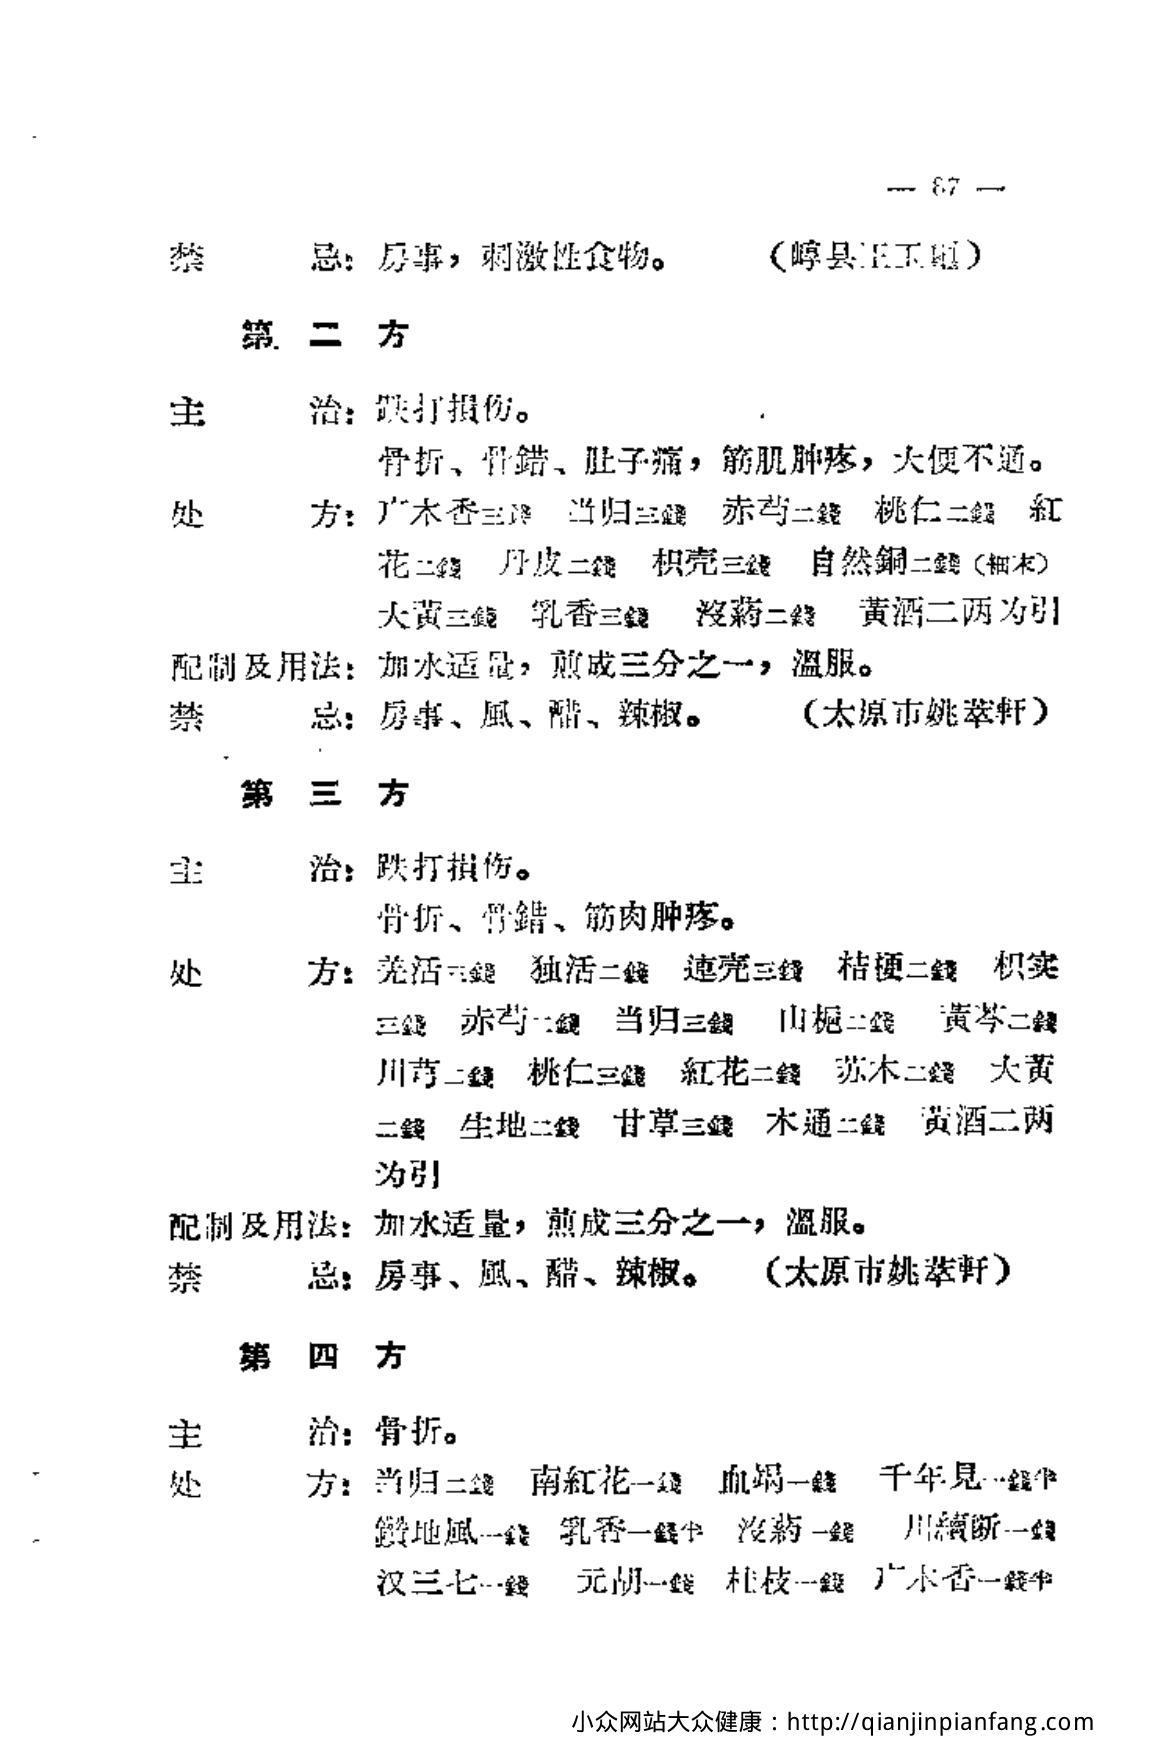 — 67 —
禁 忌：房事，刺激性食物。 （崞县王玉
第 二 方
主 治：跌打損伤。
骨折、骨錯、肚子痛，筋肌肿疼，大便不通。
处 方：广木香三錢 当归三錢 赤芍二錢 桃仁二錢 紅
花二錢 丹皮二錢 枳壳三錢 自然銅二錢（細末）
大黃三錢 乳香三錢 沒葯二錢 黃酒二两为引
配制及用法：加水适量，煎成三分之一，溫服。
禁 忌：房事、風、醋、辣椒。 （太原市姚萃軒）
第 三 方
主 治：跌打損伤。
骨折、骨錯、筋肉肿疼。
处 方：羌活 錢 独活二錢 連壳三錢 桔梗二錢 枳实
三錢 赤芍二錢 当归三錢 山梔二錢 黃芩二錢
川芎二錢 桃仁三錢 紅花二錢 苏木二錢 大黃
二錢 生地二錢 甘草三錢 木通二錢 黃酒二两
为引
配制及用法：加水适量，煎成三分之一，溫服。
禁 忌：房事、風、醋、辣椒。 （太原市姚萃軒）
第 四 方
主 治：骨折。
处 方：当归二錢 南紅花一錢 血竭一錢 千年見一錢半
鑽地風一錢 乳香一錢半 沒葯一錢 川續断一錢
汉三七一錢 元胡一錢 桂枝一錢 广木香一錢半
小众网站大众健康：http://qianjinpianfang.com